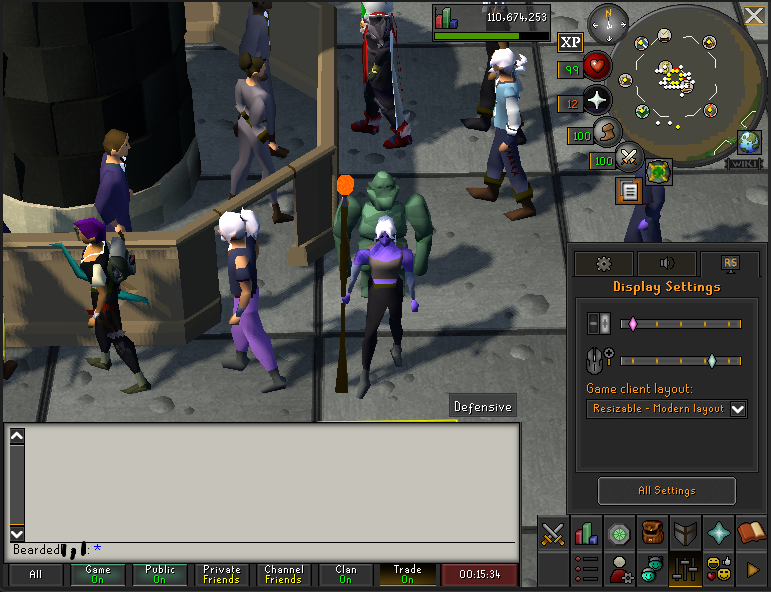 110,674,253
N
XP
99
12
100
100
WIKI
RS
Display Settings
Game client layout:
Resizable - Modern layout
All Settings
Defensive
Bearded : *
All
Game
On
Public
On
Private
Friends
Channel
Friends
Clan
On
Trade
On
00:15:34